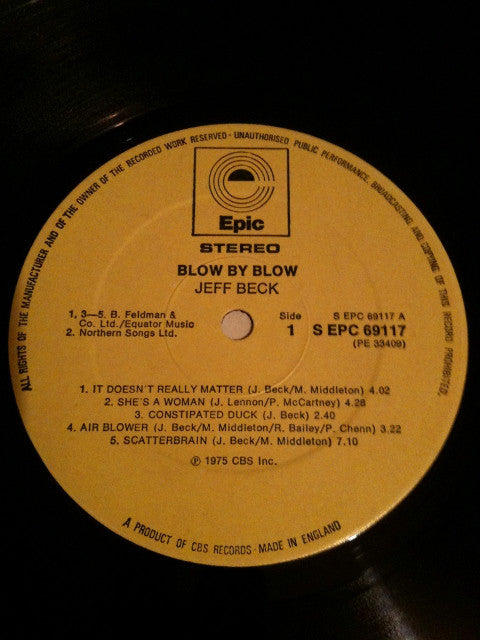 ALL RIGHTS OF THE MANUFACTURER AND OF THE OWNER OF THE RECORDED WORK RESERVED - UNAUTHORISED PUBLIC PERFORMANCE, BROADCASTING AND COPYING OF THIS RECORD PROHIBITED.
Epic
STEREO
BLOW BY BLOW
JEFF BECK
1, 3—5. B. Feldman &
Co. Ltd./Equator Music
2. Northern Songs Ltd.
Side
1
S EPC 69117 A
S EPC 69117
(PE 33409)
1. IT DOESN'T REALLY MATTER (J. Beck/M. Middleton) 4.02
2. SHE'S A WOMAN (J. Lennon/P. McCartney) 4.28
3. CONSTIPATED DUCK (J. Beck) 2.40
4. AIR BLOWER (J. Beck/M. Middleton/R. Bailey/P. Chenn) 3.22
5. SCATTERBRAIN (J. Beck/M. Middleton) 7.10
℗ 1975 CBS Inc.
A PRODUCT OF CBS RECORDS · MADE IN ENGLAND